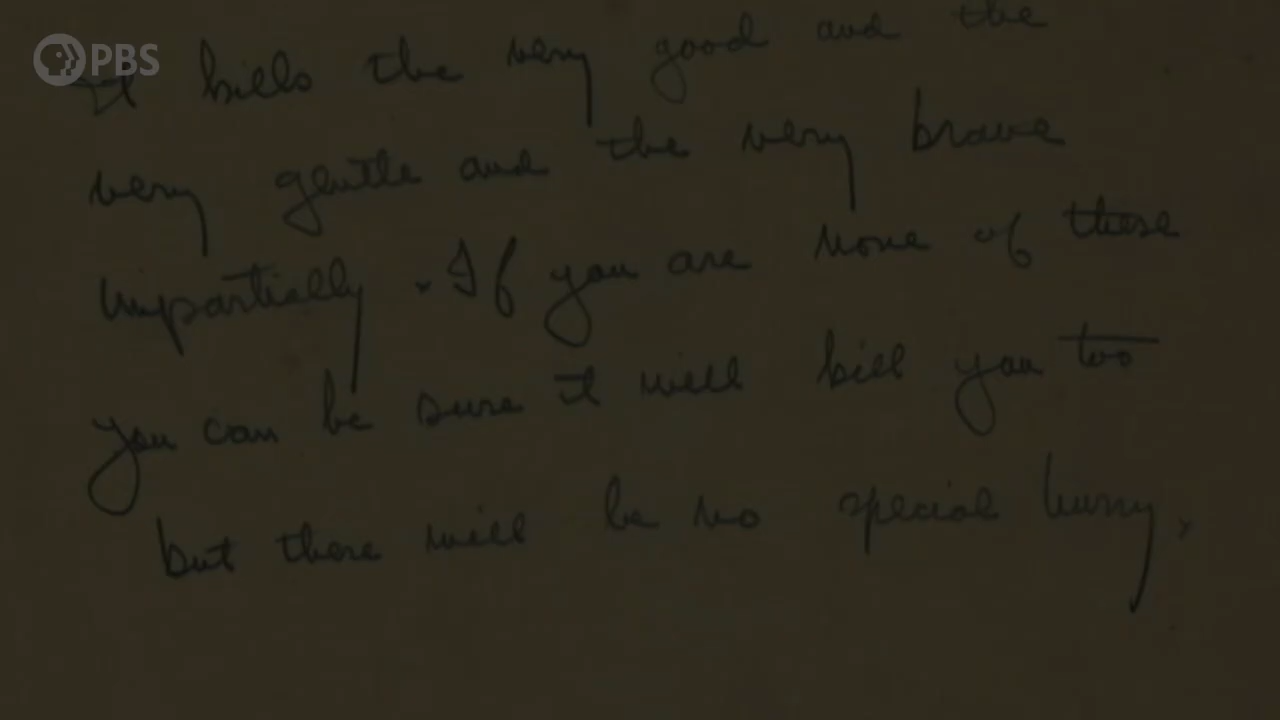 PBS
It kills the very good and the
very gentle and the very brave
impartially. If you are none of these
you can be sure it will kill you too
but there will be no special hurry.